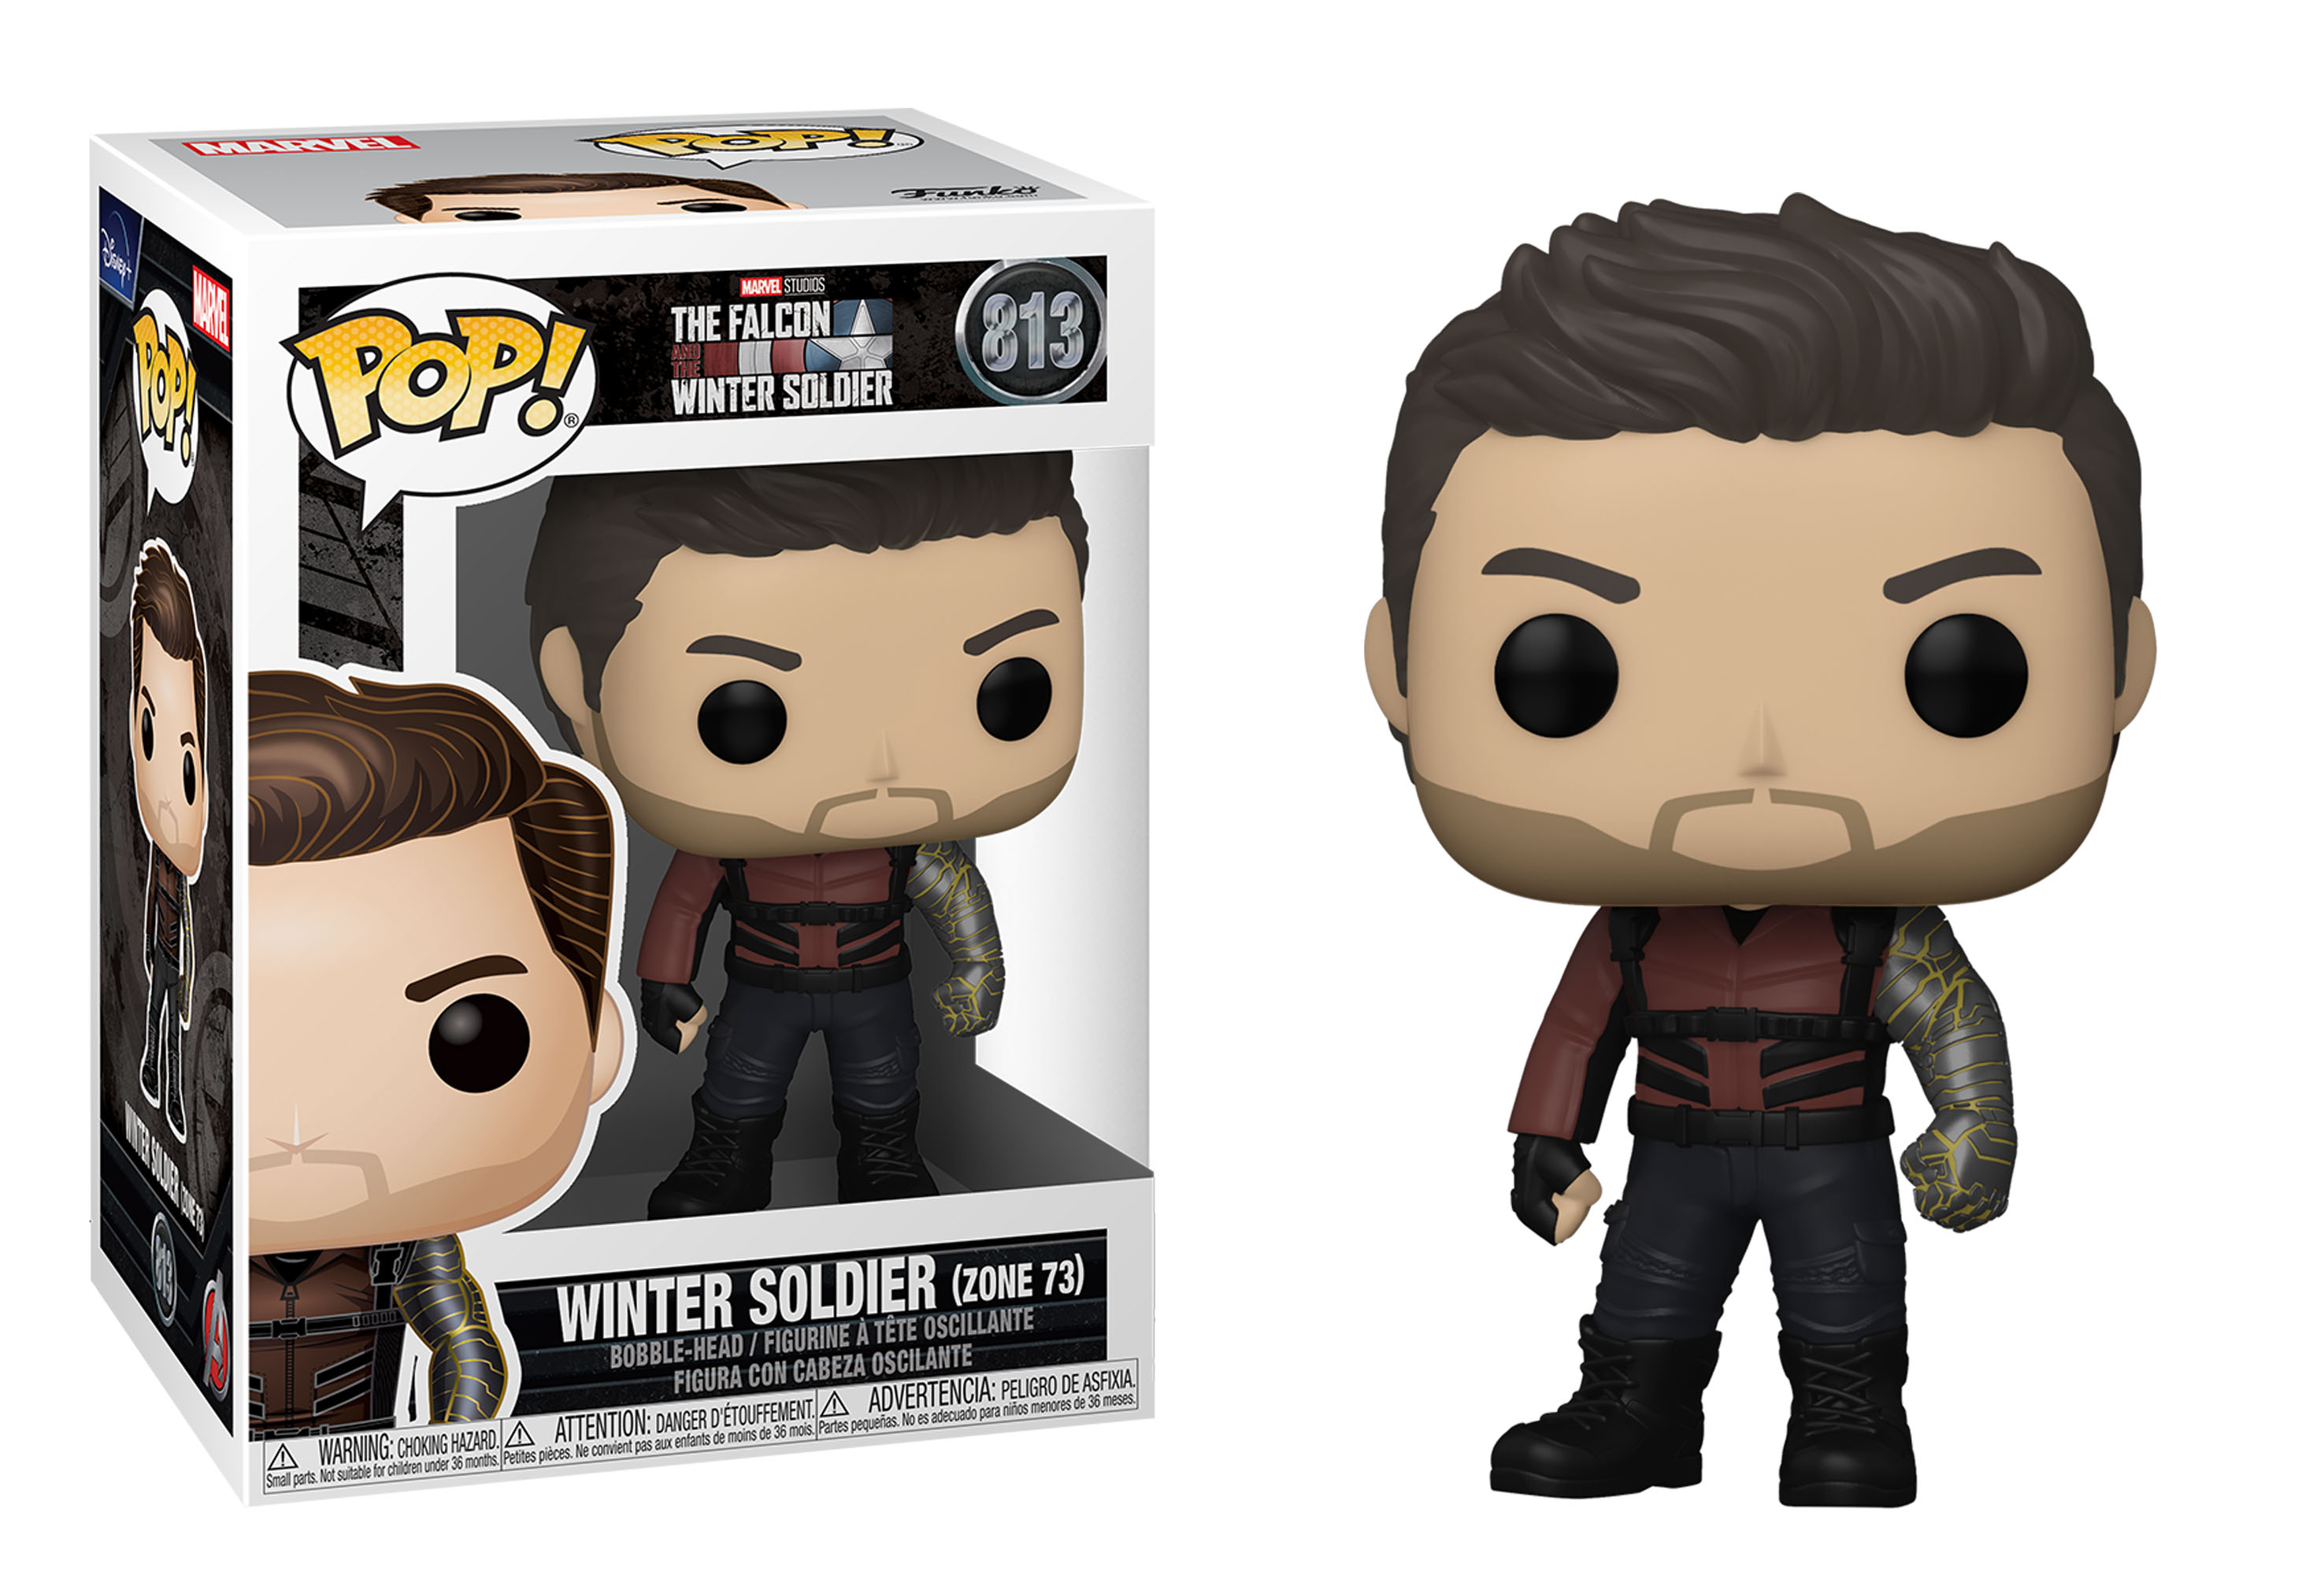 MARVEL
POP!
Funko
Disney+
MARVEL
POP!
WINTER SOLDIER (ZONE 73)
813
POP!®
MARVEL STUDIOS
THE FALCON
AND
THE
WINTER SOLDIER
813
WINTER SOLDIER (ZONE 73)
BOBBLE-HEAD / FIGURINE À TÊTE OSCILLANTE
FIGURA CON CABEZA OSCILANTE
WARNING: CHOKING HAZARD.
Small parts. Not suitable for children under 36 months.
ATTENTION: DANGER D'ÉTOUFFEMENT.
Petites pièces. Ne convient pas aux enfants de moins de 36 mois.
ADVERTENCIA: PELIGRO DE ASFIXIA.
Partes pequeñas. No es adecuado para niños menores de 36 meses.